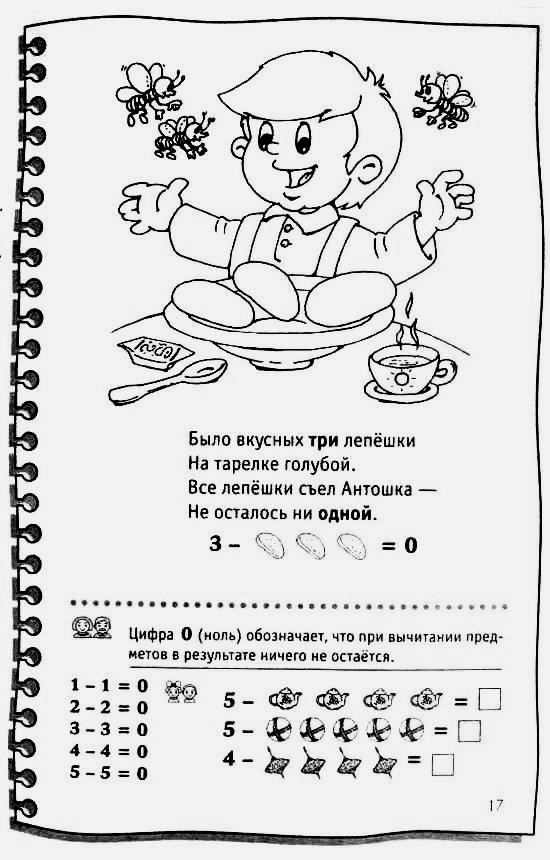 Было вкусных три лепёшки
На тарелке голубой.
Все лепёшки съел Антошка —
Не осталось ни одной.
3 – = 0
Цифра 0 (ноль) обозначает, что при вычитании пред-
метов в результате ничего не остаётся.
1 – 1 = 0
2 – 2 = 0
3 – 3 = 0
4 – 4 = 0
5 – 5 = 0
5 – =
5 – =
4 – =
17